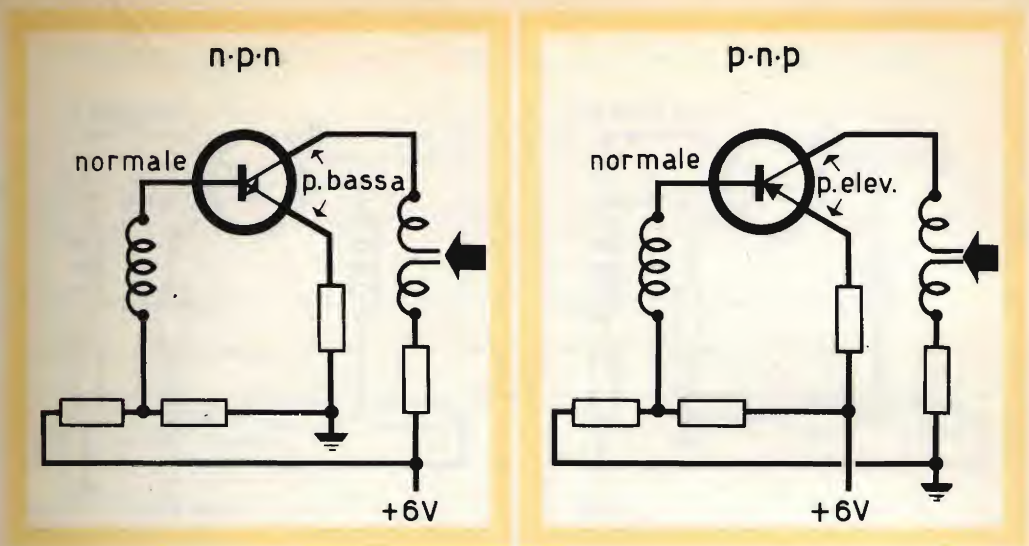 n·p·n
normale
p.bassa
+6V
p·n·p
normale
p.elev.
+6V